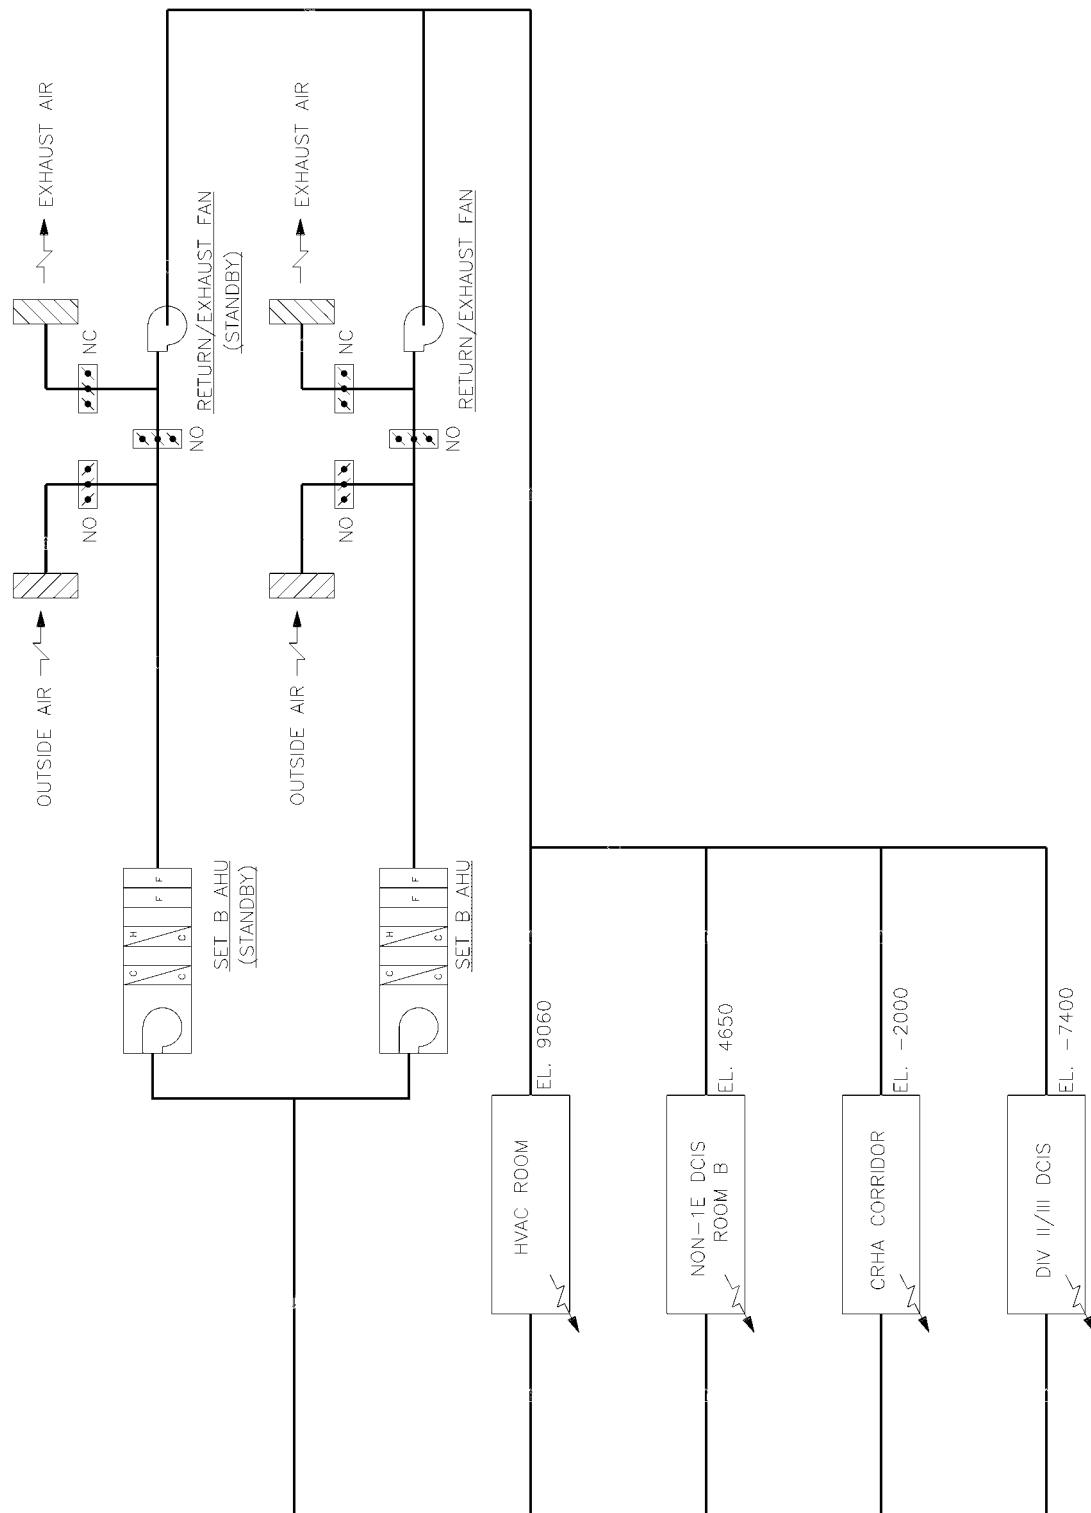 EXHAUST AIR
EXHAUST AIR
NC
RETURN/EXHAUST FAN
(STANDBY)
NC
RETURN/EXHAUST FAN
NO
NO
NO
NO
OUTSIDE AIR
OUTSIDE AIR
F
F
H
C
C
C
SET B AHU
(STANDBY)
F
F
H
C
C
C
SET B AHU
EL. 9060
EL. 4650
EL. -2000
EL. -7400
HVAC ROOM
NON-1E DCIS
ROOM B
CRHA CORRIDOR
DIV II/III DCIS